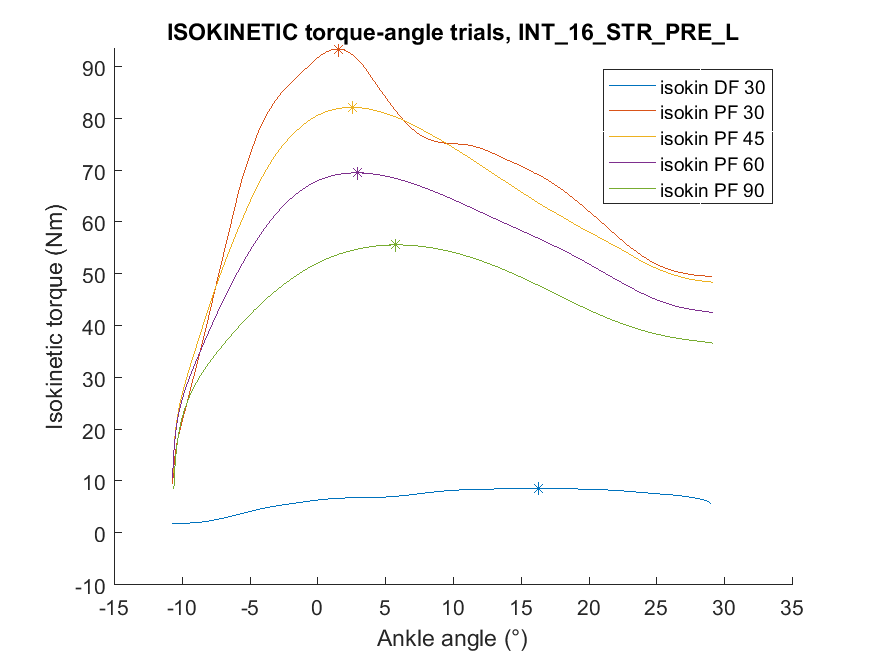 ISOKINETIC torque-angle trials, INT_16_STR_PRE_L
90
80
70
60
50
40
30
20
10
0
-10
Isokinetic torque (Nm)
isokin DF 30
isokin PF 30
isokin PF 45
isokin PF 60
isokin PF 90
-15 -10 -5 0 5 10 15 20 25 30 35
Ankle angle (°)